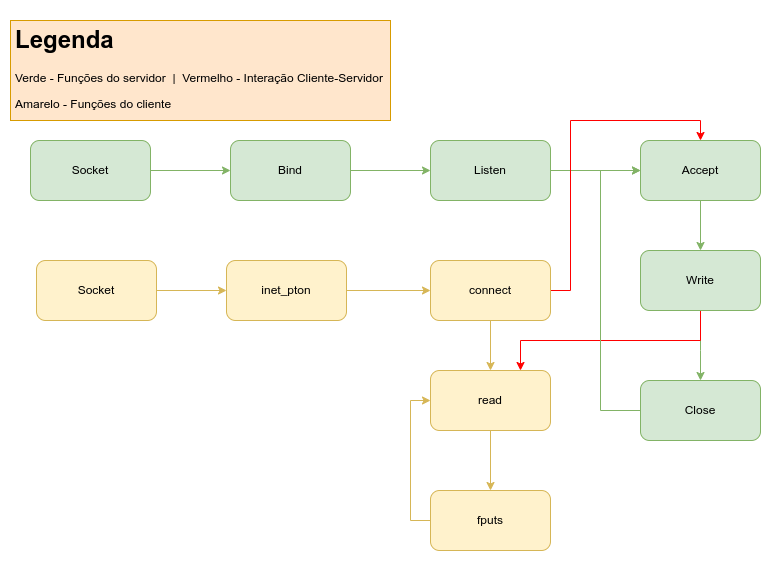 Legenda
Verde - Funções do servidor | Vermelho - Interação Cliente-Servidor
Amarelo - Funções do cliente
Socket
Bind
Listen
Accept
Socket
inet_pton
connect
Write
read
Close
fputs